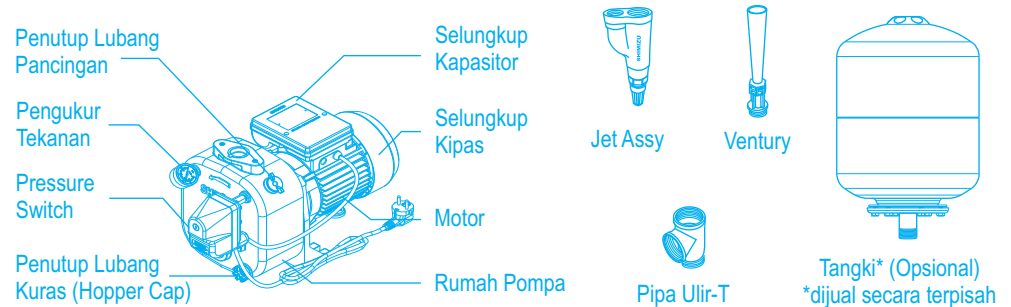 Penutup Lubang
Pancingan
Pengukur
Tekanan
Pressure
Switch
Penutup Lubang
Kuras (Hopper Cap)
Selungkup
Kapasitor
Selungkup
Kipas
Motor
Rumah Pompa
SHIMIZU
Jet Assy
Ventury
Pipa Ulir-T
Tangki* (Opsional)
*dijual secara terpisah